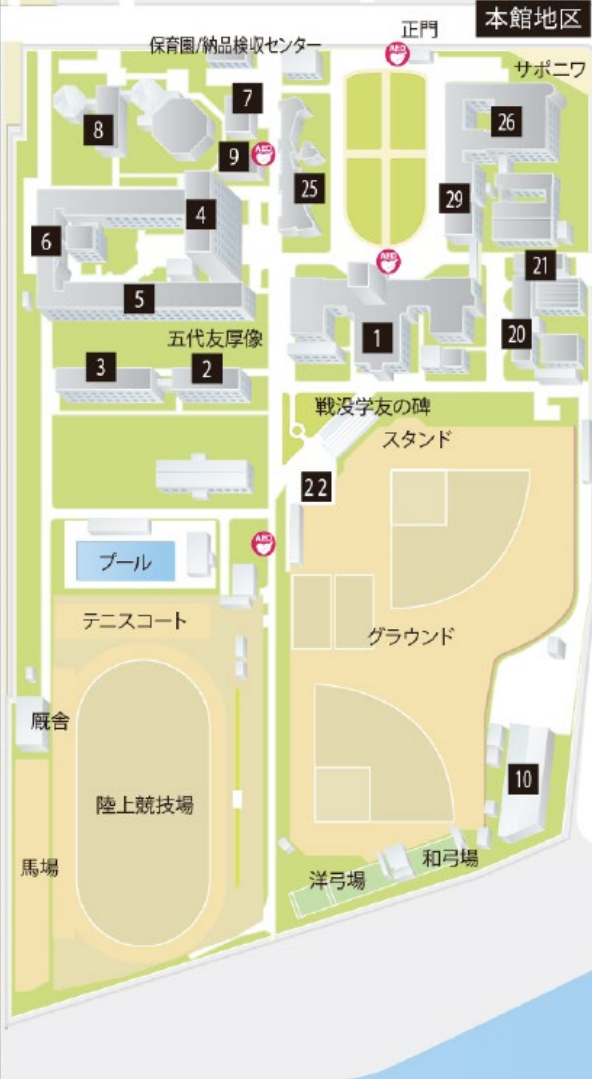 本館地区
正門
保育園/納品検収センター
サポニワ
AED
7
26
8
9
AED
25
29
4
6
AED
21
5
1
20
五代友厚像
3
2
戦没学友の碑
スタンド
22
AED
プール
テニスコート
グラウンド
厩舎
10
陸上競技場
馬場
和弓場
洋弓場